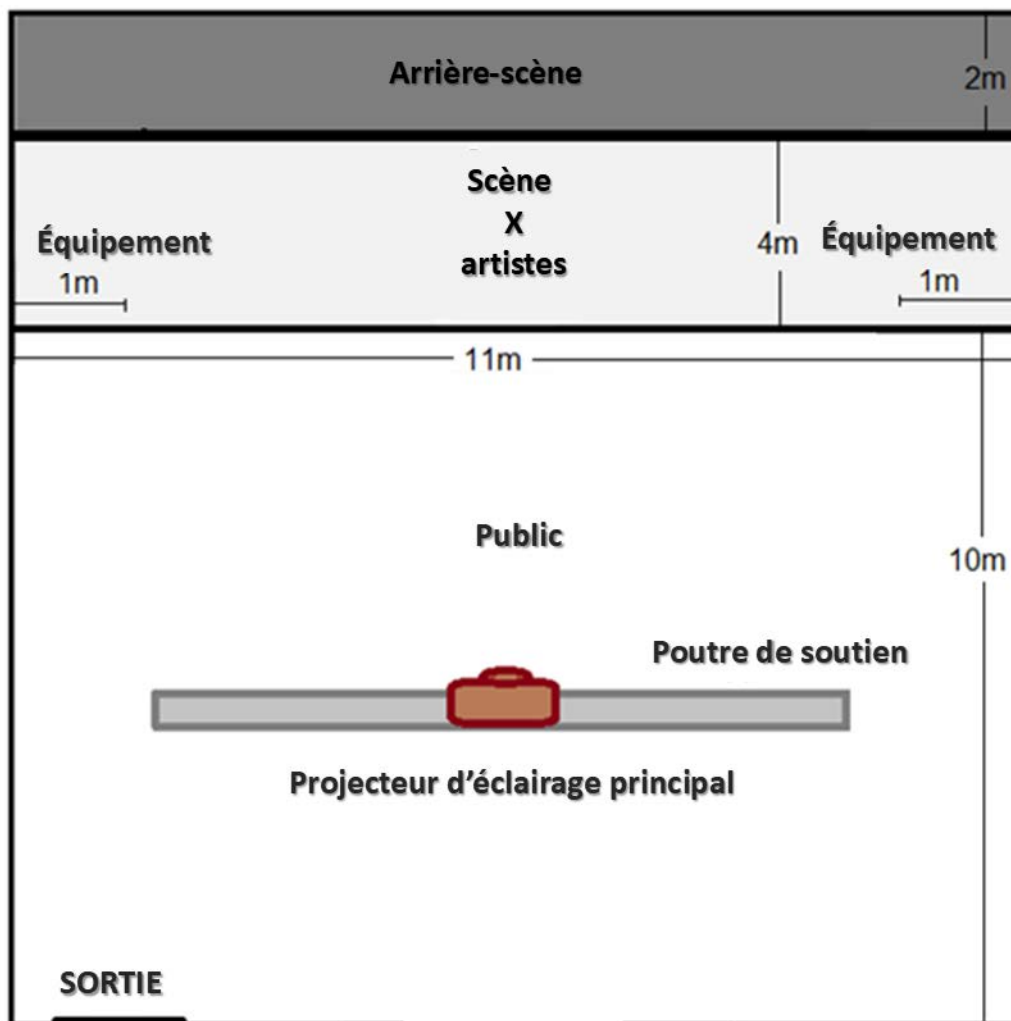 Arrière-scène
2m
Scène
X
artistes
Équipement
4m
Équipement
1m
1m
11m
Public
10m
Poutre de soutien
Projecteur d'éclairage principal
SORTIE